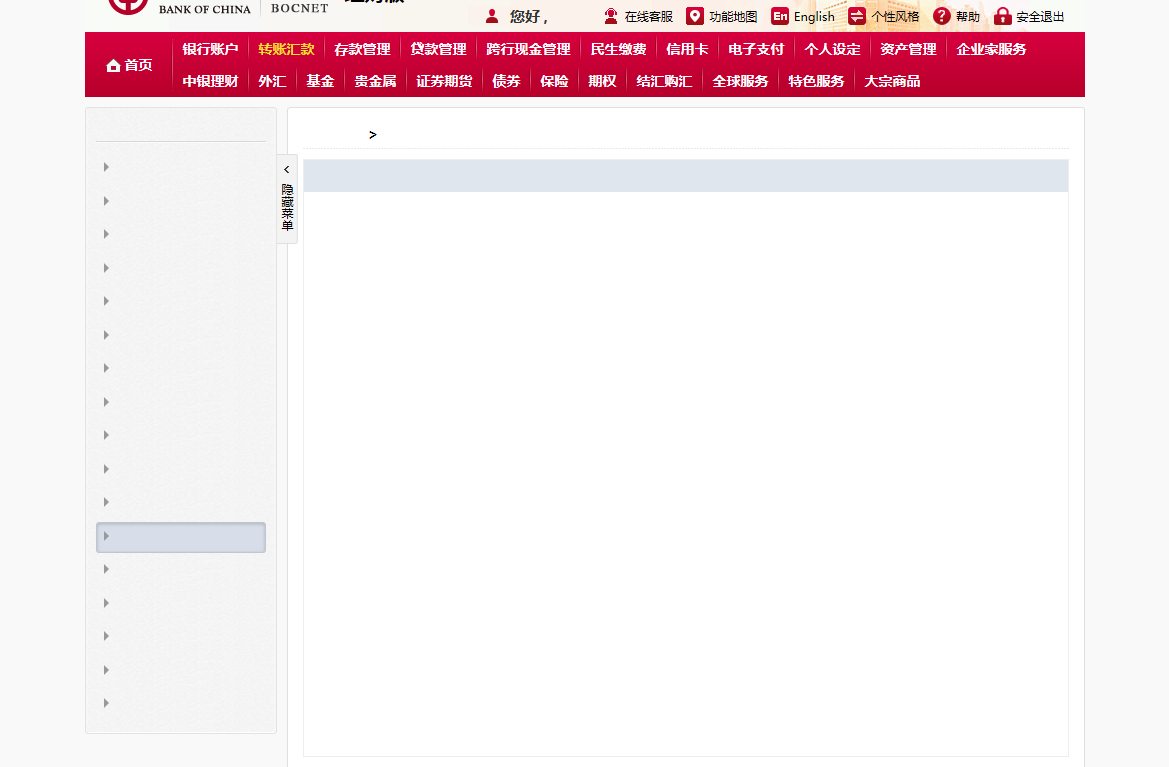 BANK OF CHINA
BOCNET
您好 ,
在线客服
功能地图
En English
个性风格
? 帮助
安全退出
首页
银行账户 转账汇款 存款管理 贷款管理 跨行现金管理 民生缴费 信用卡 电子支付 个人设定 资产管理 企业家服务
中银理财 外汇 基金 贵金属 证券期货 债券 保险 期权 结汇购汇 全球服务 特色服务 大宗商品
>
<
隐藏菜单